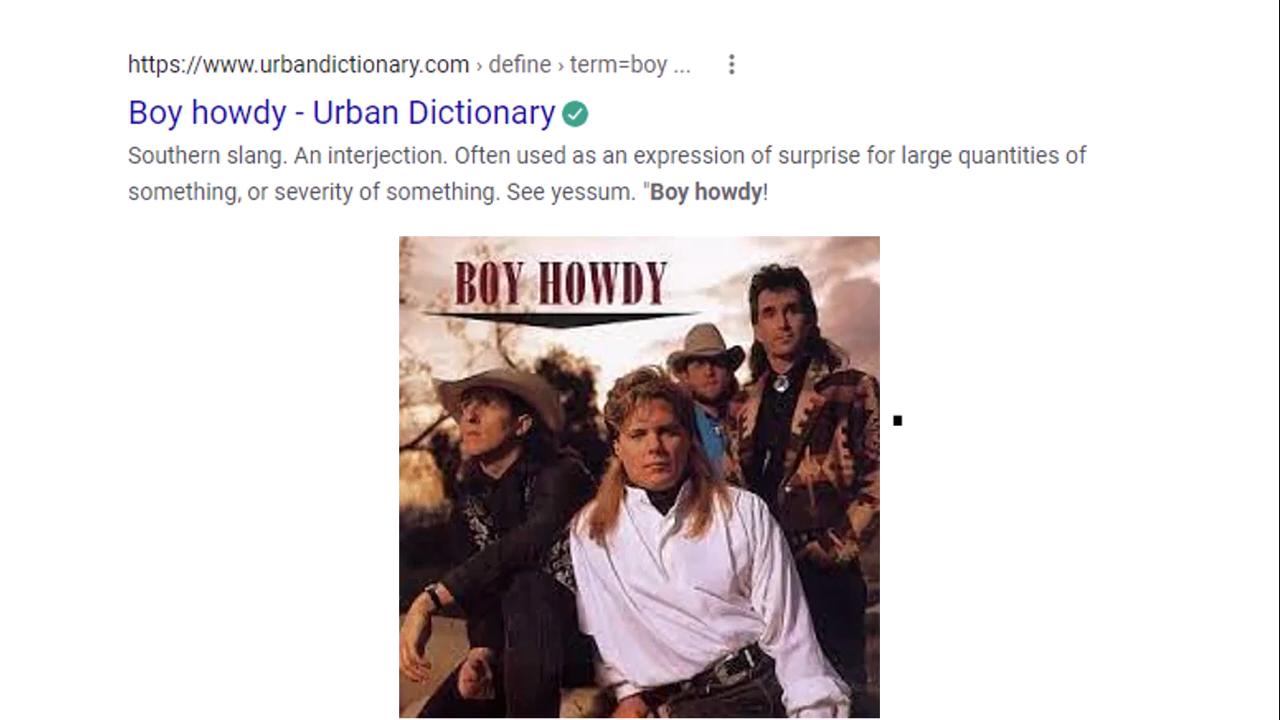 https://www.urbandictionary.com › define › term=boy ...
Boy howdy - Urban Dictionary
Southern slang. An interjection. Often used as an expression of surprise for large quantities of
something, or severity of something. See yessum. "Boy howdy!
BOY HOWDY
.